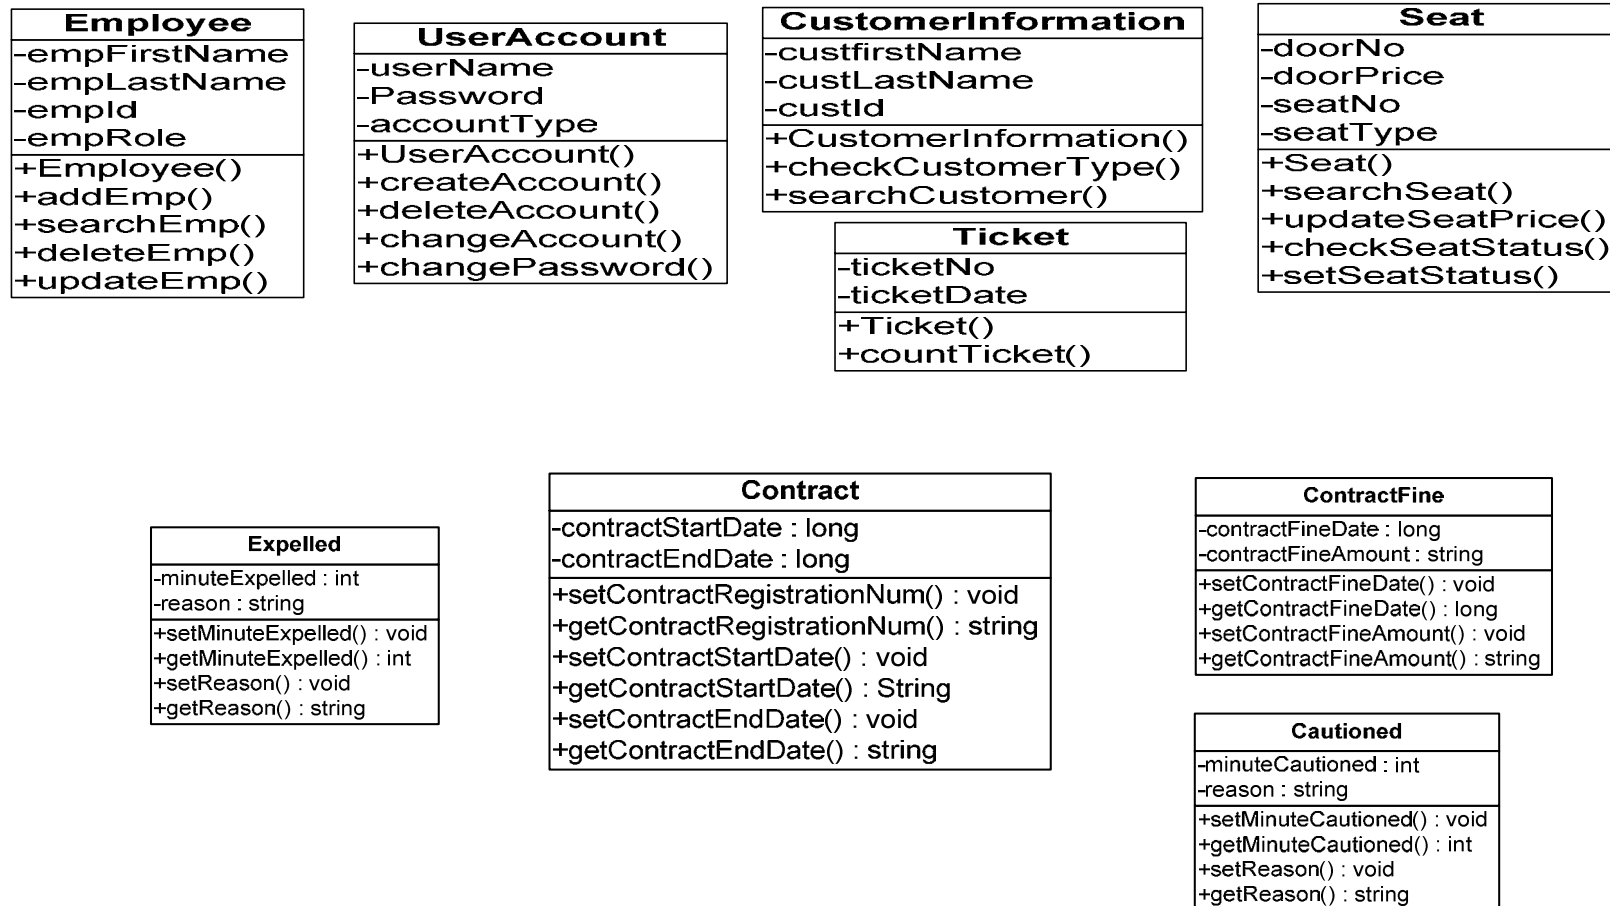 Employee
-empFirstName
-empLastName
-empId
-empRole
+Employee()
+addEmp()
+searchEmp()
+deleteEmp()
+updateEmp()
UserAccount
-userName
-Password
-accountType
+UserAccount()
+createAccount()
+deleteAccount()
+changeAccount()
+changePassword()
CustomerInformation
-custfirstName
-custLastName
-custId
+CustomerInformation()
+checkCustomerType()
+searchCustomer()
Ticket
-ticketNo
-ticketDate
+Ticket()
+countTicket()
Seat
-doorNo
-doorPrice
-seatNo
-seatType
+Seat()
+searchSeat()
+updateSeatPrice()
+checkSeatStatus()
+setSeatStatus()
Expelled
-minuteExpelled : int
-reason : string
+setMinuteExpelled() : void
+getMinuteExpelled() : int
+setReason() : void
+getReason() : string
Contract
-contractStartDate : long
-contractEndDate : long
+setContractRegistrationNum() : void
+getContractRegistrationNum() : string
+setContractStartDate() : void
+getContractStartDate() : String
+setContractEndDate() : void
+getContractEndDate() : string
ContractFine
-contractFineDate : long
-contractFineAmount : string
+setContractFineDate() : void
+getContractFineDate() : long
+setContractFineAmount() : void
+getContractFineAmount() : string
Cautioned
-minuteCautioned : int
-reason : string
+setMinuteCautioned() : void
+getMinuteCautioned() : int
+setReason() : void
+getReason() : string